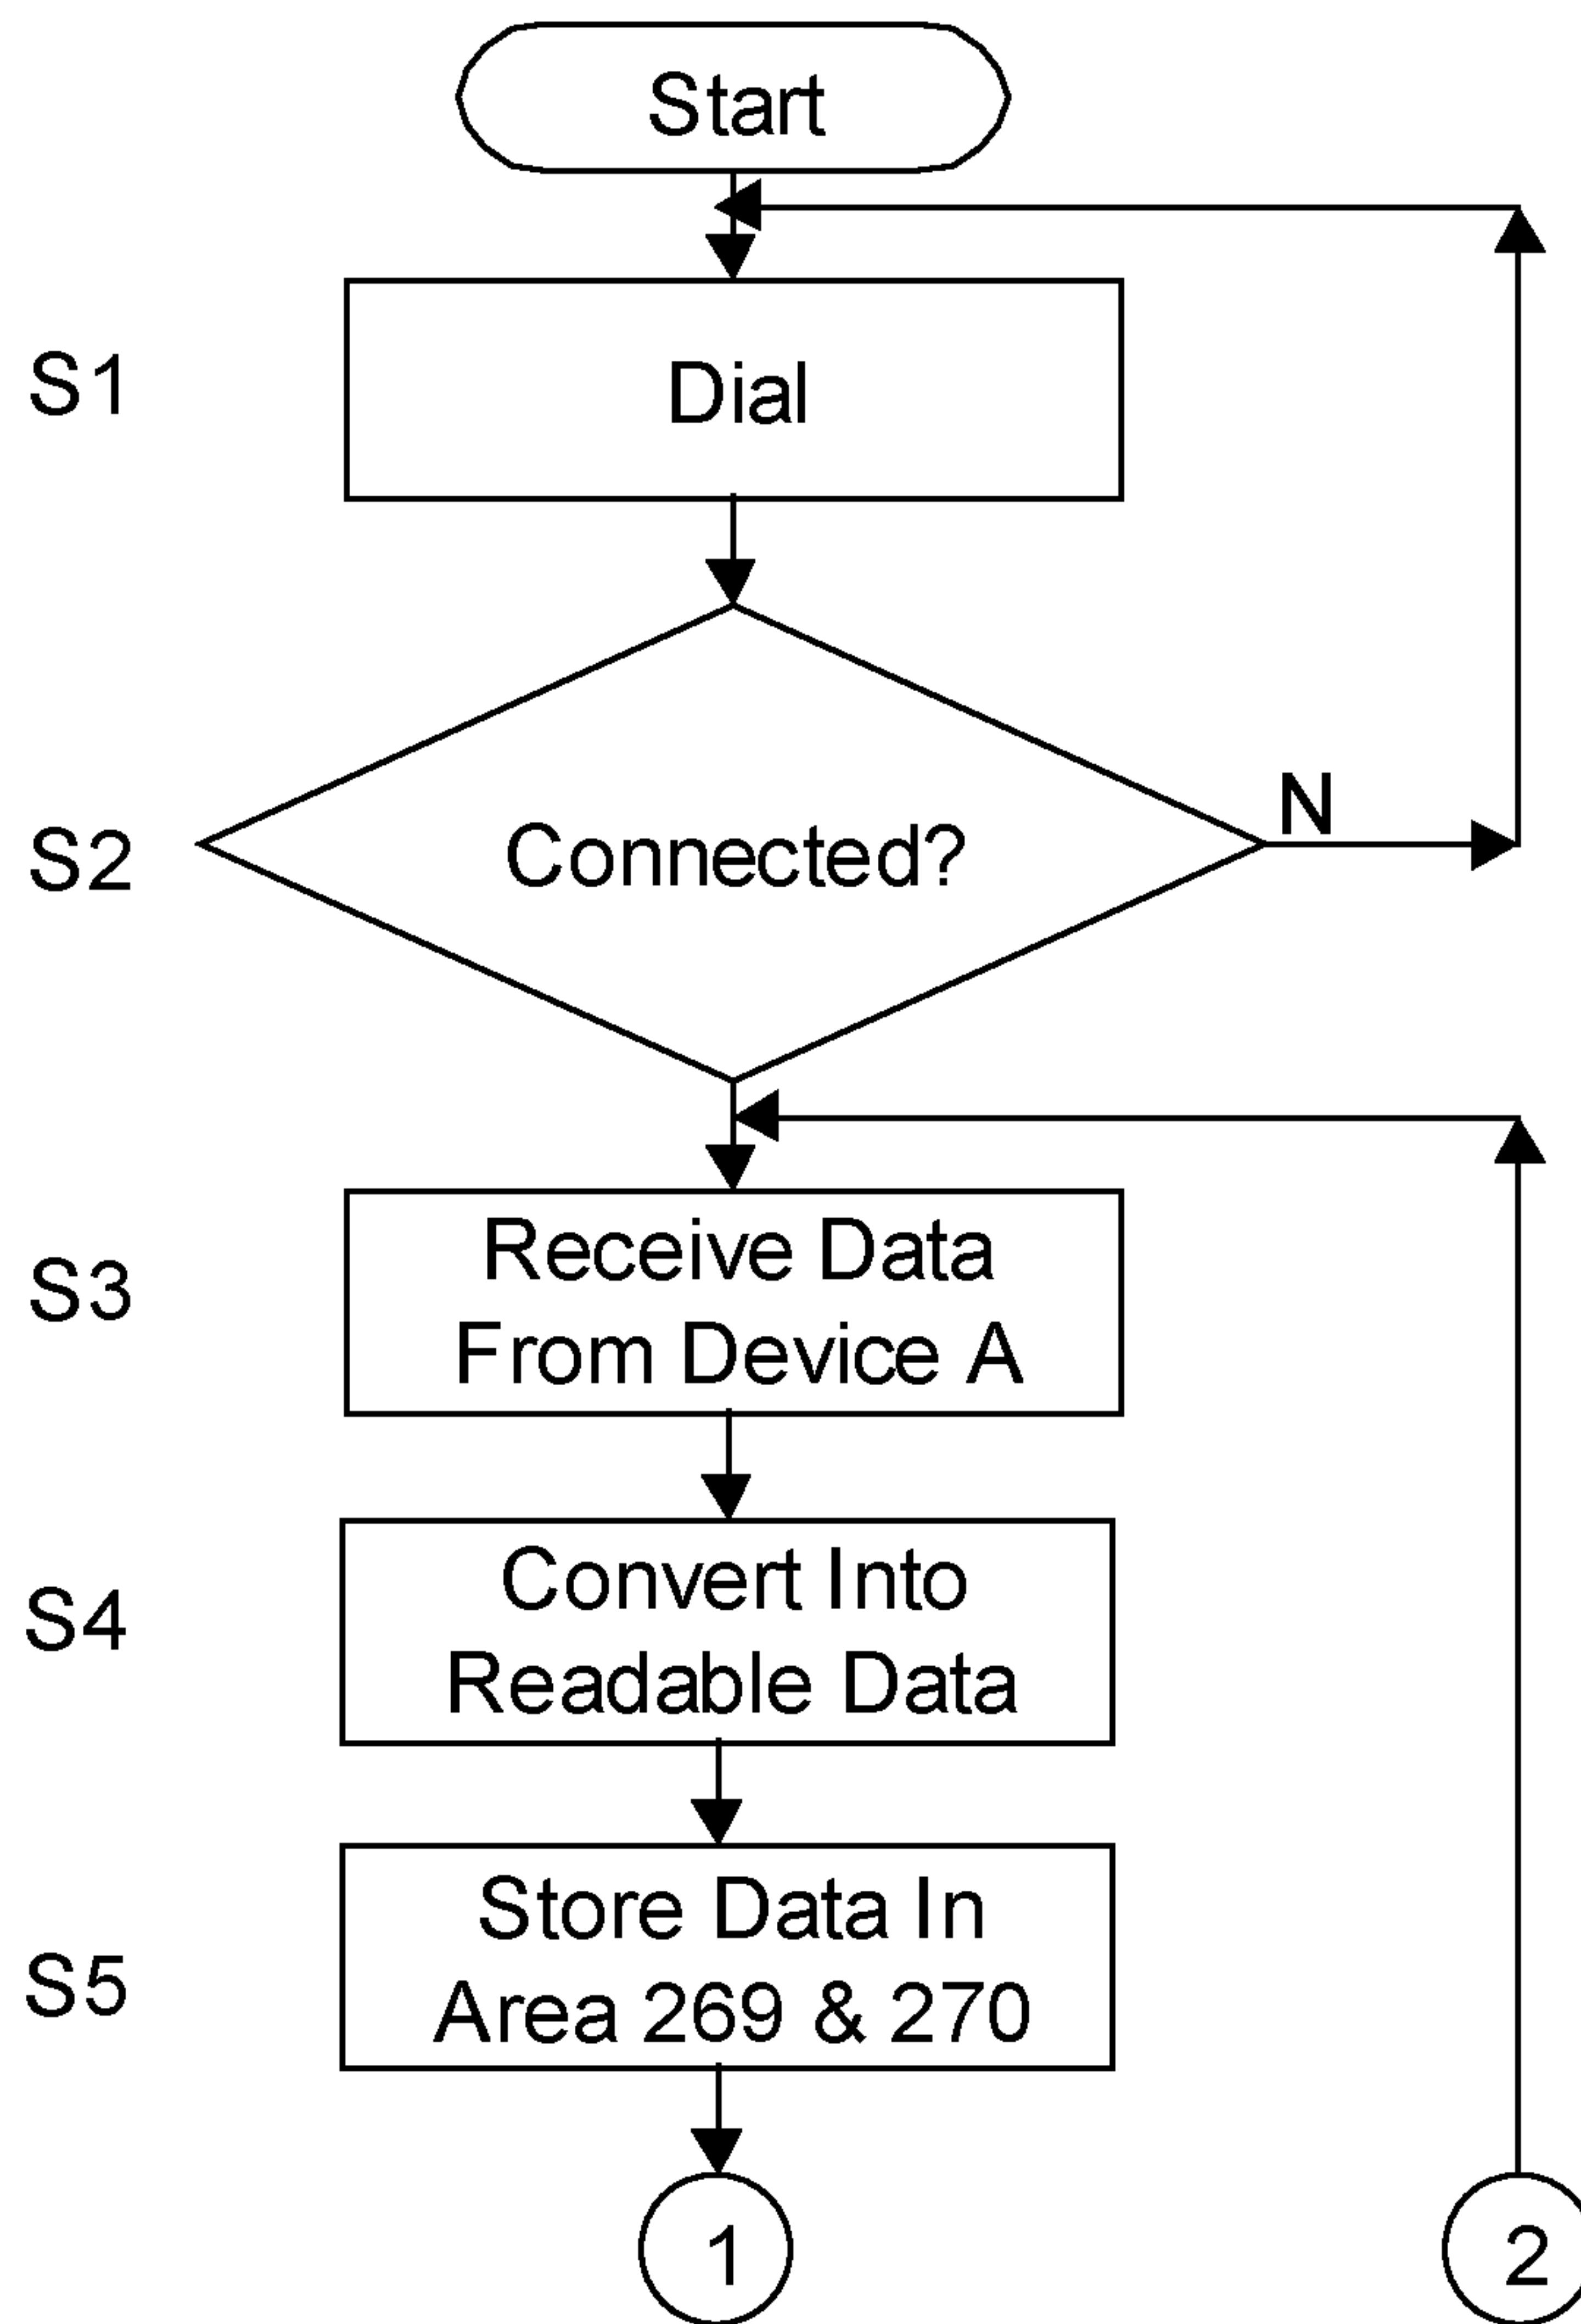 Start
S1
Dial
S2
Connected?
N
S3
Receive Data
From Device A
S4
Convert Into
Readable Data
S5
Store Data In
Area 269 & 270
1
2